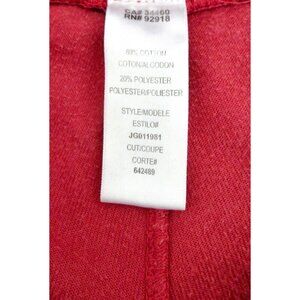 CA# 34460
RN# 92918
80% COTTON
COTON/ALGODON
20% POLYESTER
POLYESTER/POLIESTER
STYLE/MODELE
ESTILO#
JG011981
CUT/COUPE
CORTE#
642489